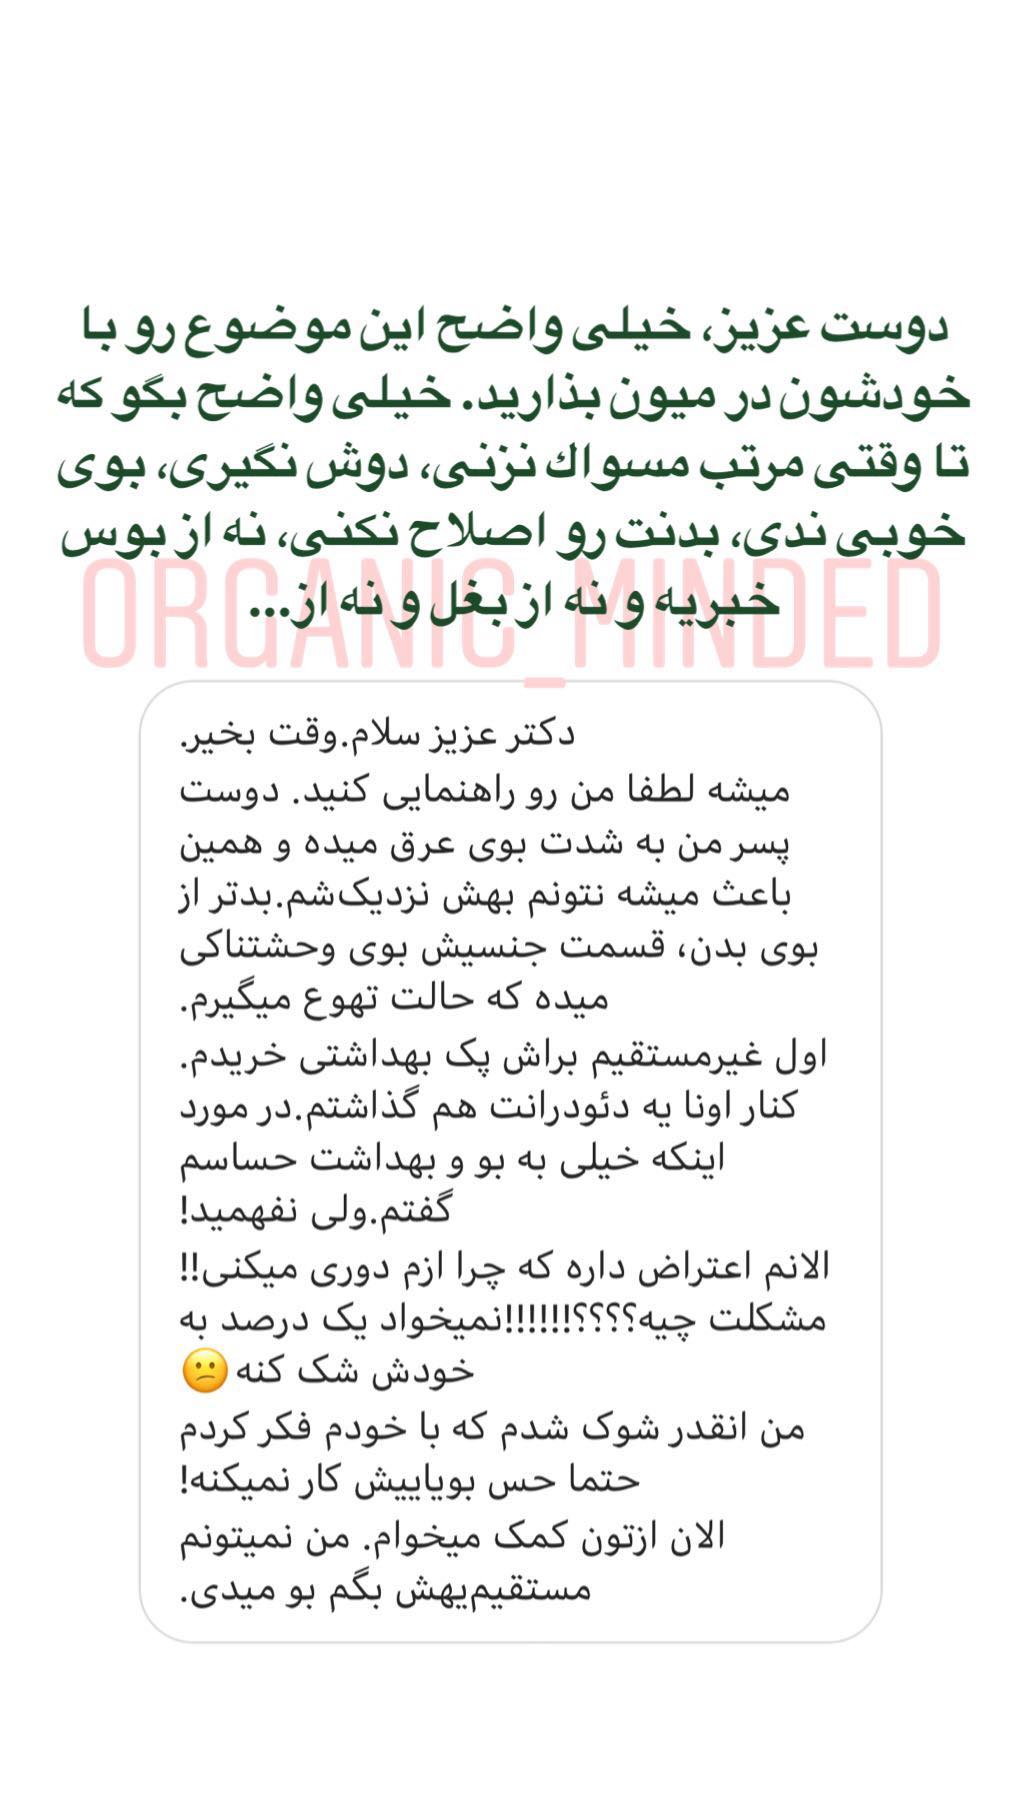 دوست عزیز، خیلی واضح این موضوع رو با
خودشون در میون بذارید. خیلی واضح بگو که
تا وقتی مرتب مسواك نزنی، دوش نگیری، بوی
خوبی ندی، بدنت رو اصلاح نکنی، نه از بوس
خبریه و نه از بغل و نه از...
ORGANIC_MINDED
دکتر عزیز سلام.وقت بخیر.
میشه لطفا من رو راهنمایی کنید. دوست
پسر من به شدت بوی عرق میده و همین
باعث میشه نتونم بهش نزدیک‌شم.بدتر از
بوی بدن، قسمت جنسیش بوی وحشتناکی
میده که حالت تهوع میگیرم.
اول غیرمستقیم براش پک بهداشتی خریدم.
کنار اونا یه دئودرانت هم گذاشتم.در مورد
اینکه خیلی به بو و بهداشت حساسم
گفتم.ولی نفهمید!
الانم اعتراض داره که چرا ازم دوری میکنی!!
مشکلت چیه؟؟؟؟!!!!!!نمیخواد یک درصد به
خودش شک کنه 😕
من انقدر شوک شدم که با خودم فکر کردم
حتما حس بویاییش کار نمیکنه!
الان ازتون کمک میخوام. من نمیتونم
مستقیم‌یهش بگم بو میدی.